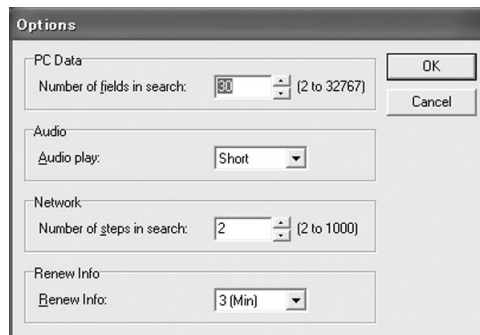 Options
PC Data
Number of fields in search: 30 (2 to 32767)
OK
Cancel
Audio
Audio play: Short
Network
Number of steps in search: 2 (2 to 1000)
Renew Info
Renew Info: 3 (Min)